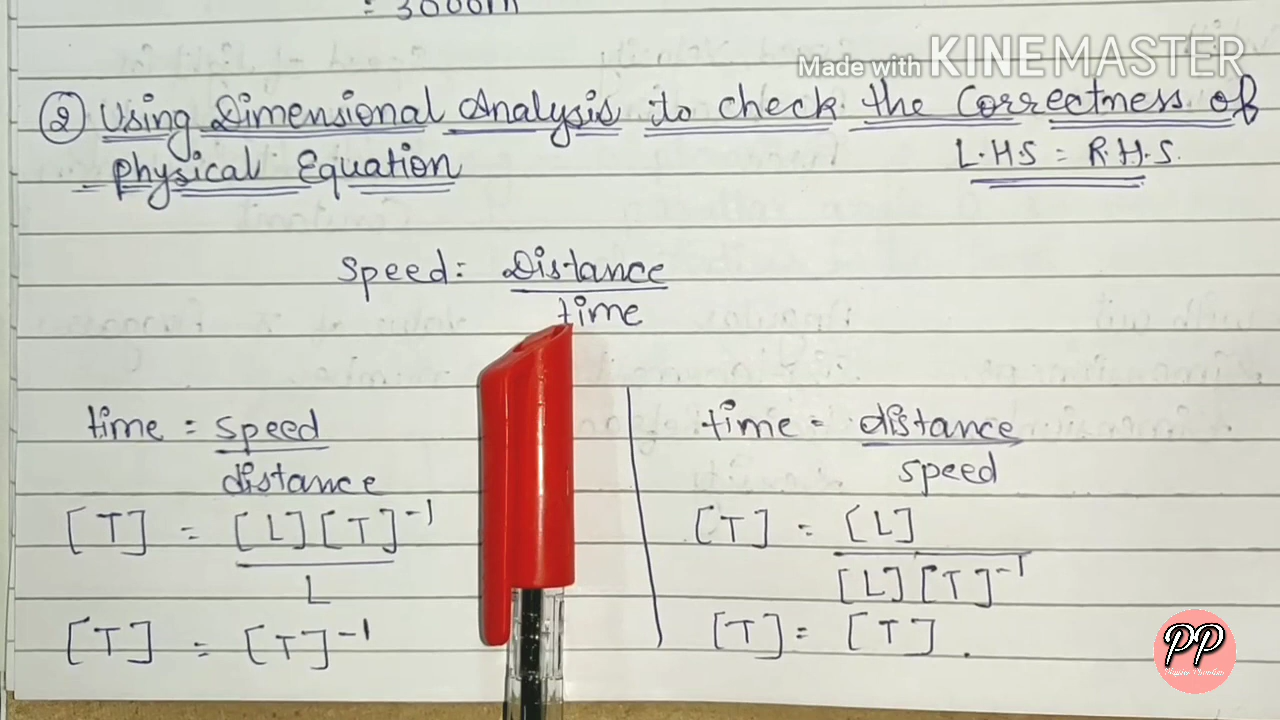 = 3000m
Made with KINEMASTER
② Using Dimensional Analysis to check the Correctness of
physical Equation
L.H.S = R.H.S.
speed = Distance
time
time = speed
distance
[T] = [L][T]⁻¹
L
[T] = [T]⁻¹
time = distance
speed
[T] = [L]
[L][T]⁻¹
[T] = [T].
PP